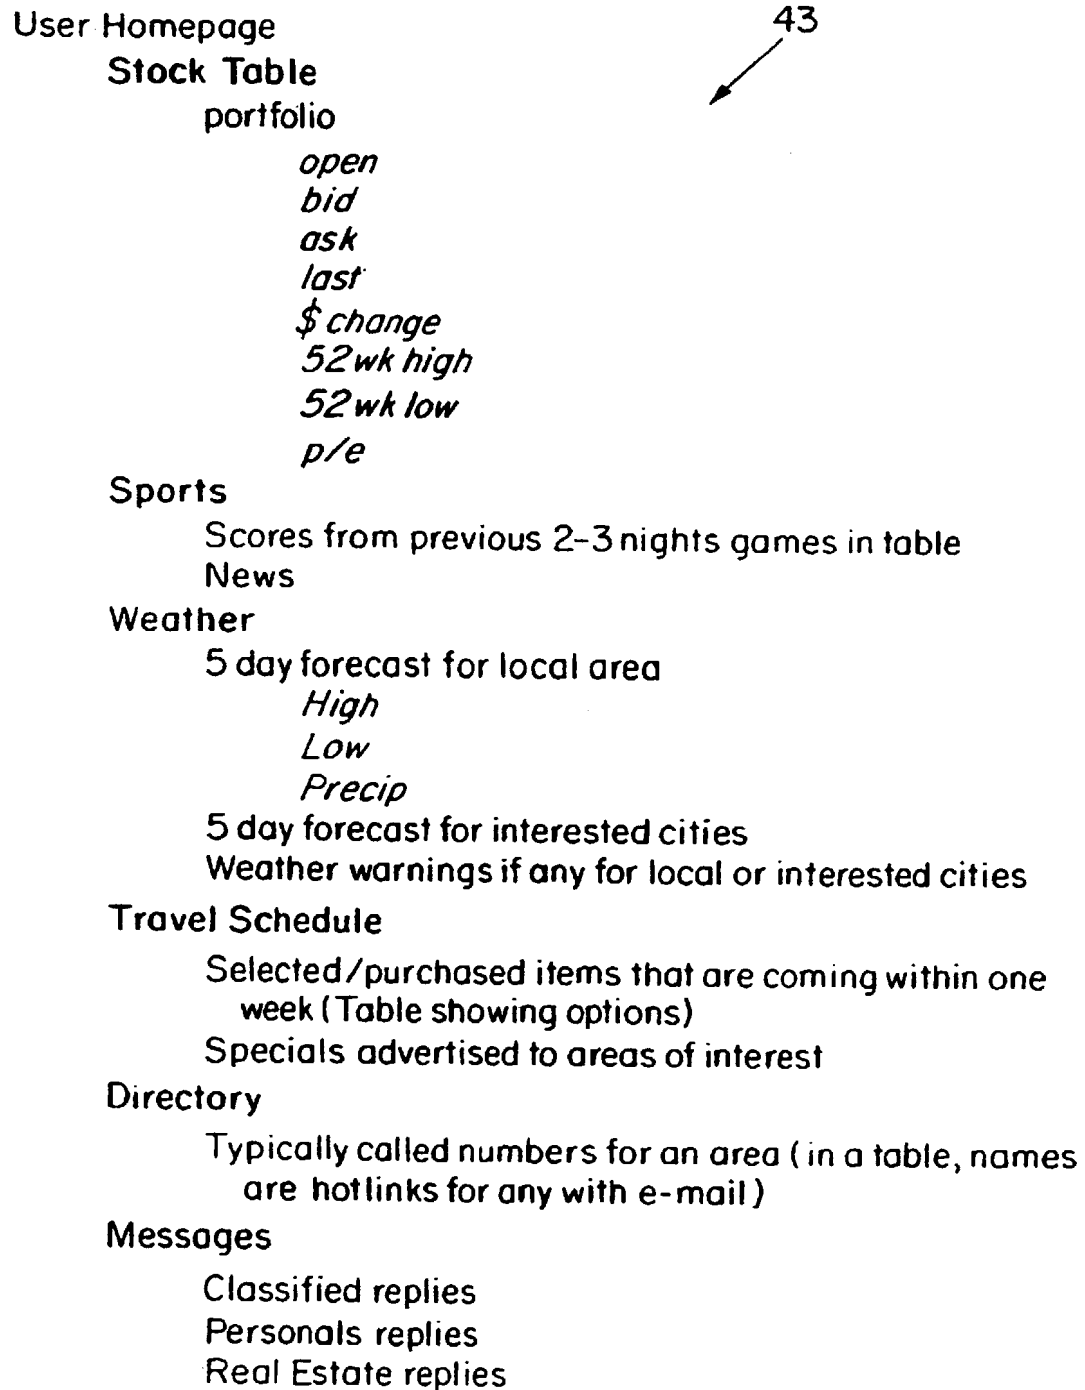 User Homepage
43
Stock Table
portfolio
open
bid
ask
last
$ change
52wk high
52wk low
p/e
Sports
Scores from previous 2-3 nights games in table
News
Weather
5 day forecast for local area
High
Low
Precip
5 day forecast for interested cities
Weather warnings if any for local or interested cities
Travel Schedule
Selected/purchased items that are coming within one
week (Table showing options)
Specials advertised to areas of interest
Directory
Typically called numbers for an area (in a table, names
are hotlinks for any with e-mail)
Messages
Classified replies
Personals replies
Real Estate replies